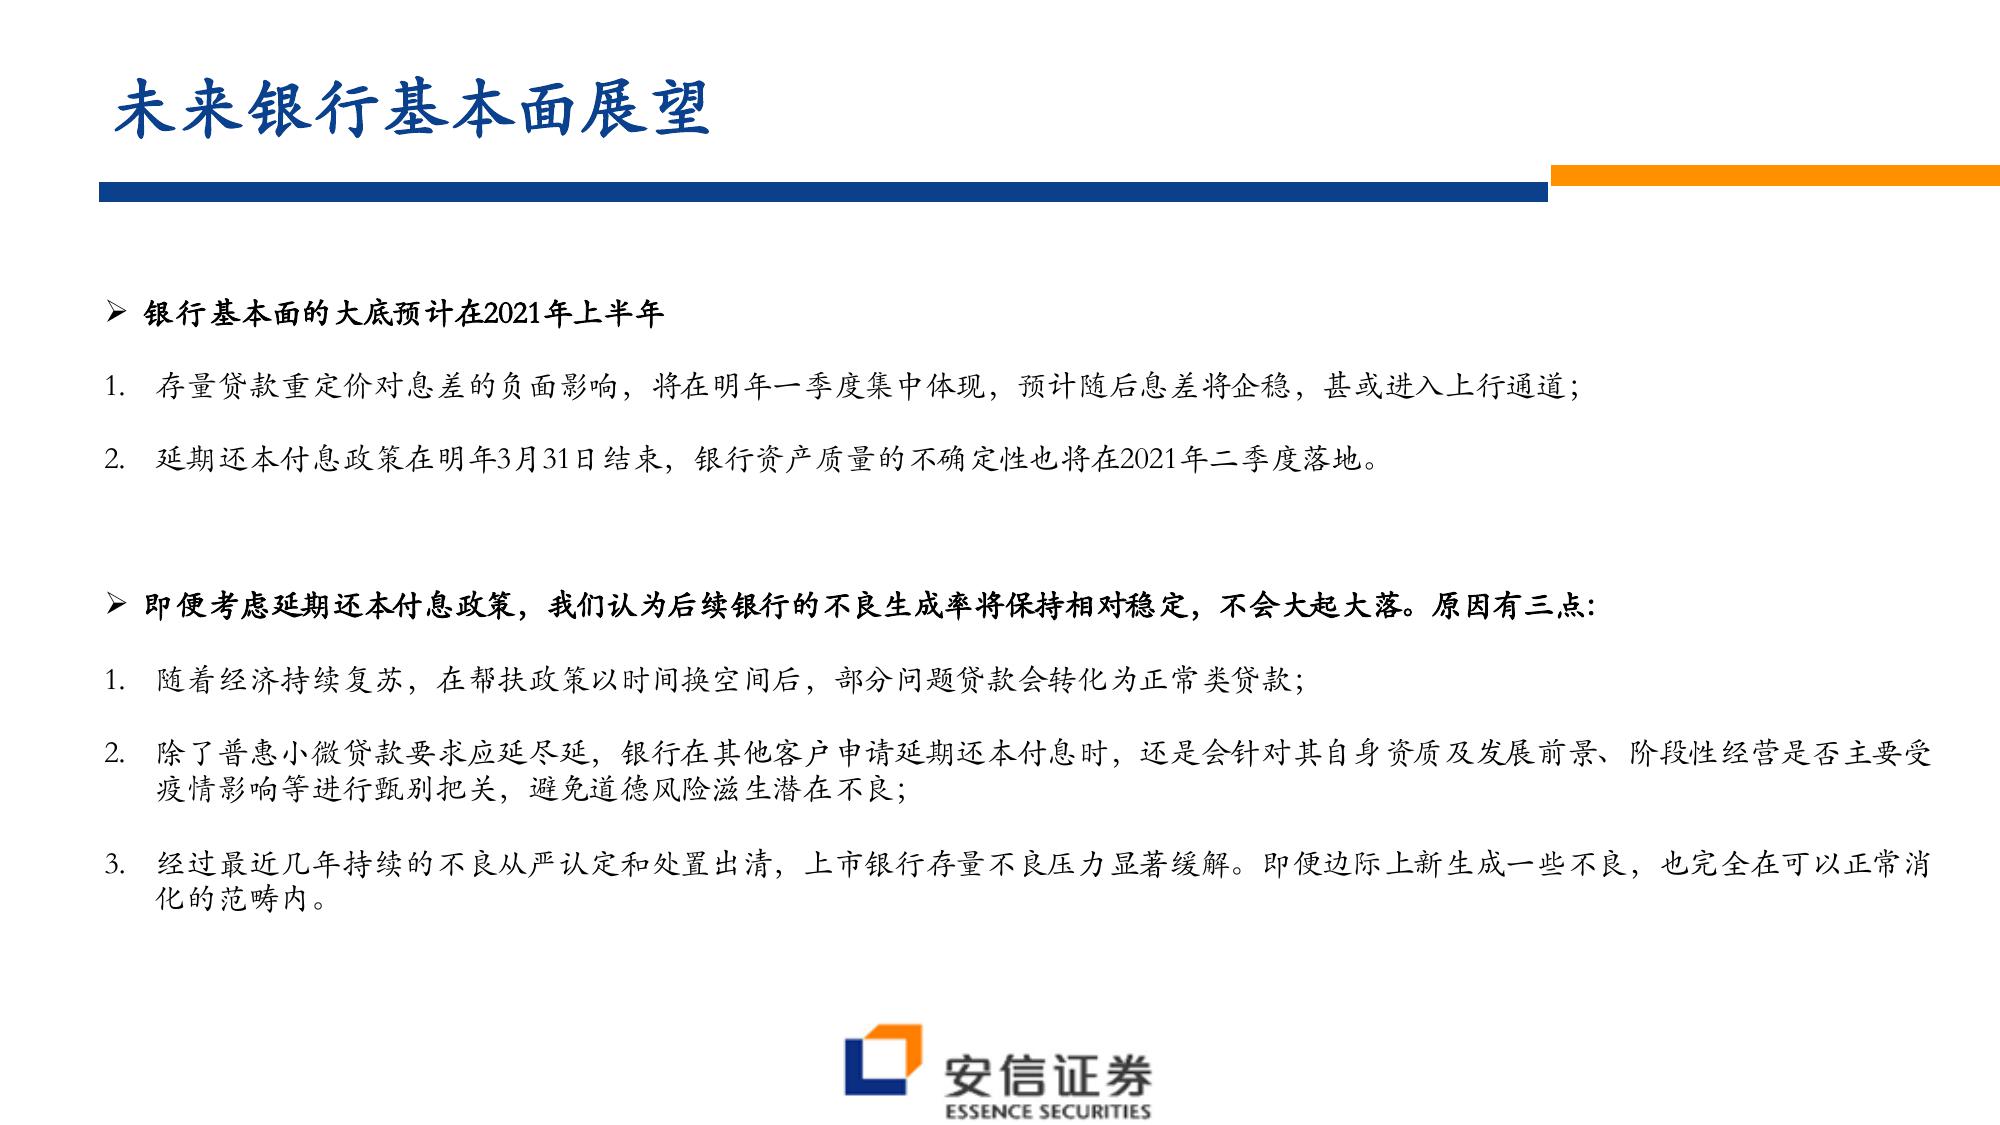 未来银行基本面展望
➢ 银行基本面的大底预计在2021年上半年
1. 存量贷款重定价对息差的负面影响，将在明年一季度集中体现，预计随后息差将企稳，甚或进入上行通道；
2. 延期还本付息政策在明年3月31日结束，银行资产质量的不确定性也将在2021年二季度落地。
➢ 即便考虑延期还本付息政策，我们认为后续银行的不良生成率将保持相对稳定，不会大起大落。原因有三点：
1. 随着经济持续复苏，在帮扶政策以时间换空间后，部分问题贷款会转化为正常类贷款；
2. 除了普惠小微贷款要求应延尽延，银行在其他客户申请延期还本付息时，还是会针对其自身资质及发展前景、阶段性经营是否主要受
疫情影响等进行甄别把关，避免道德风险滋生潜在不良；
3. 经过最近几年持续的不良从严认定和处置出清，上市银行存量不良压力显著缓解。即便边际上新生成一些不良，也完全在可以正常消
化的范畴内。
安信证券
ESSENCE SECURITIES